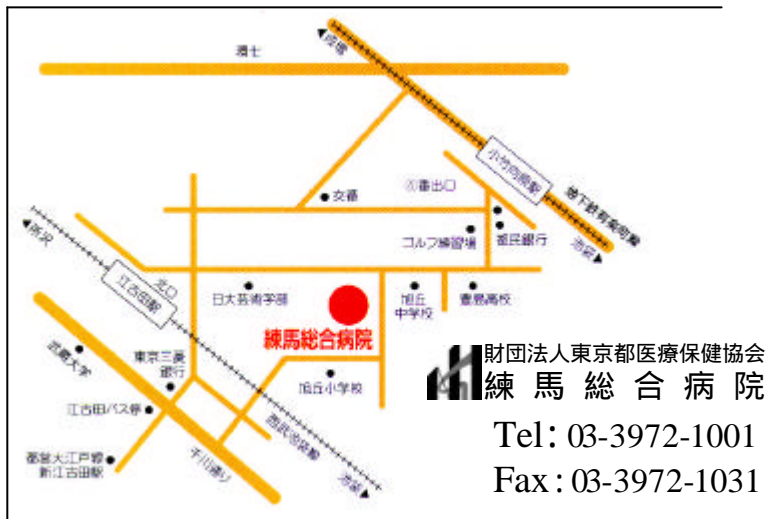 ◀成増
環七
小竹向原駅
地下鉄有楽町線
池袋▶
④番出口
交番
ゴルフ練習場
都民銀行
◀所沢
北口
江古田駅
日大芸術学部
旭丘
中学校
豊島高校
練馬総合病院
武蔵大学
東京三菱
銀行
旭丘小学校
江古田バス停
都営大江戸線
新江古田駅
千川通り
西武池袋線
池袋▶
財団法人東京都医療保健協会
練馬総合病院
Tel: 03-3972-1001
Fax: 03-3972-1031